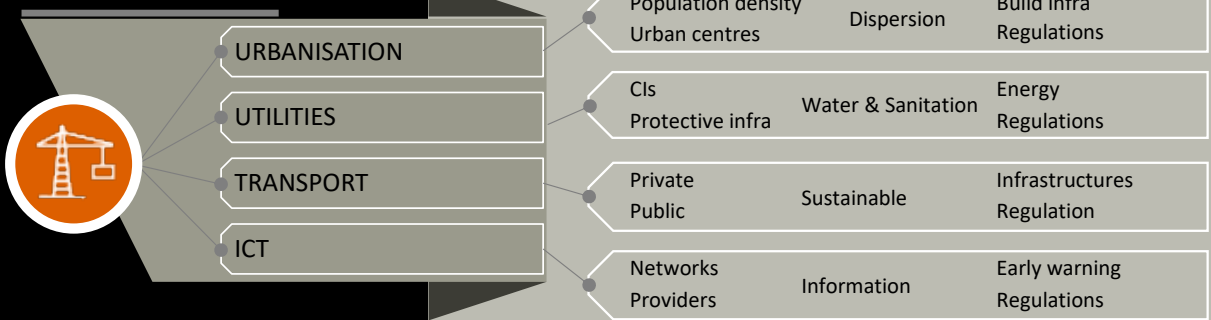 URBANISATION
Population density
Urban centres
Dispersion
Build infra
Regulations
UTILITIES
CIs
Protective infra
Water & Sanitation
Energy
Regulations
TRANSPORT
Private
Public
Sustainable
Infrastructures
Regulation
ICT
Networks
Providers
Information
Early warning
Regulations